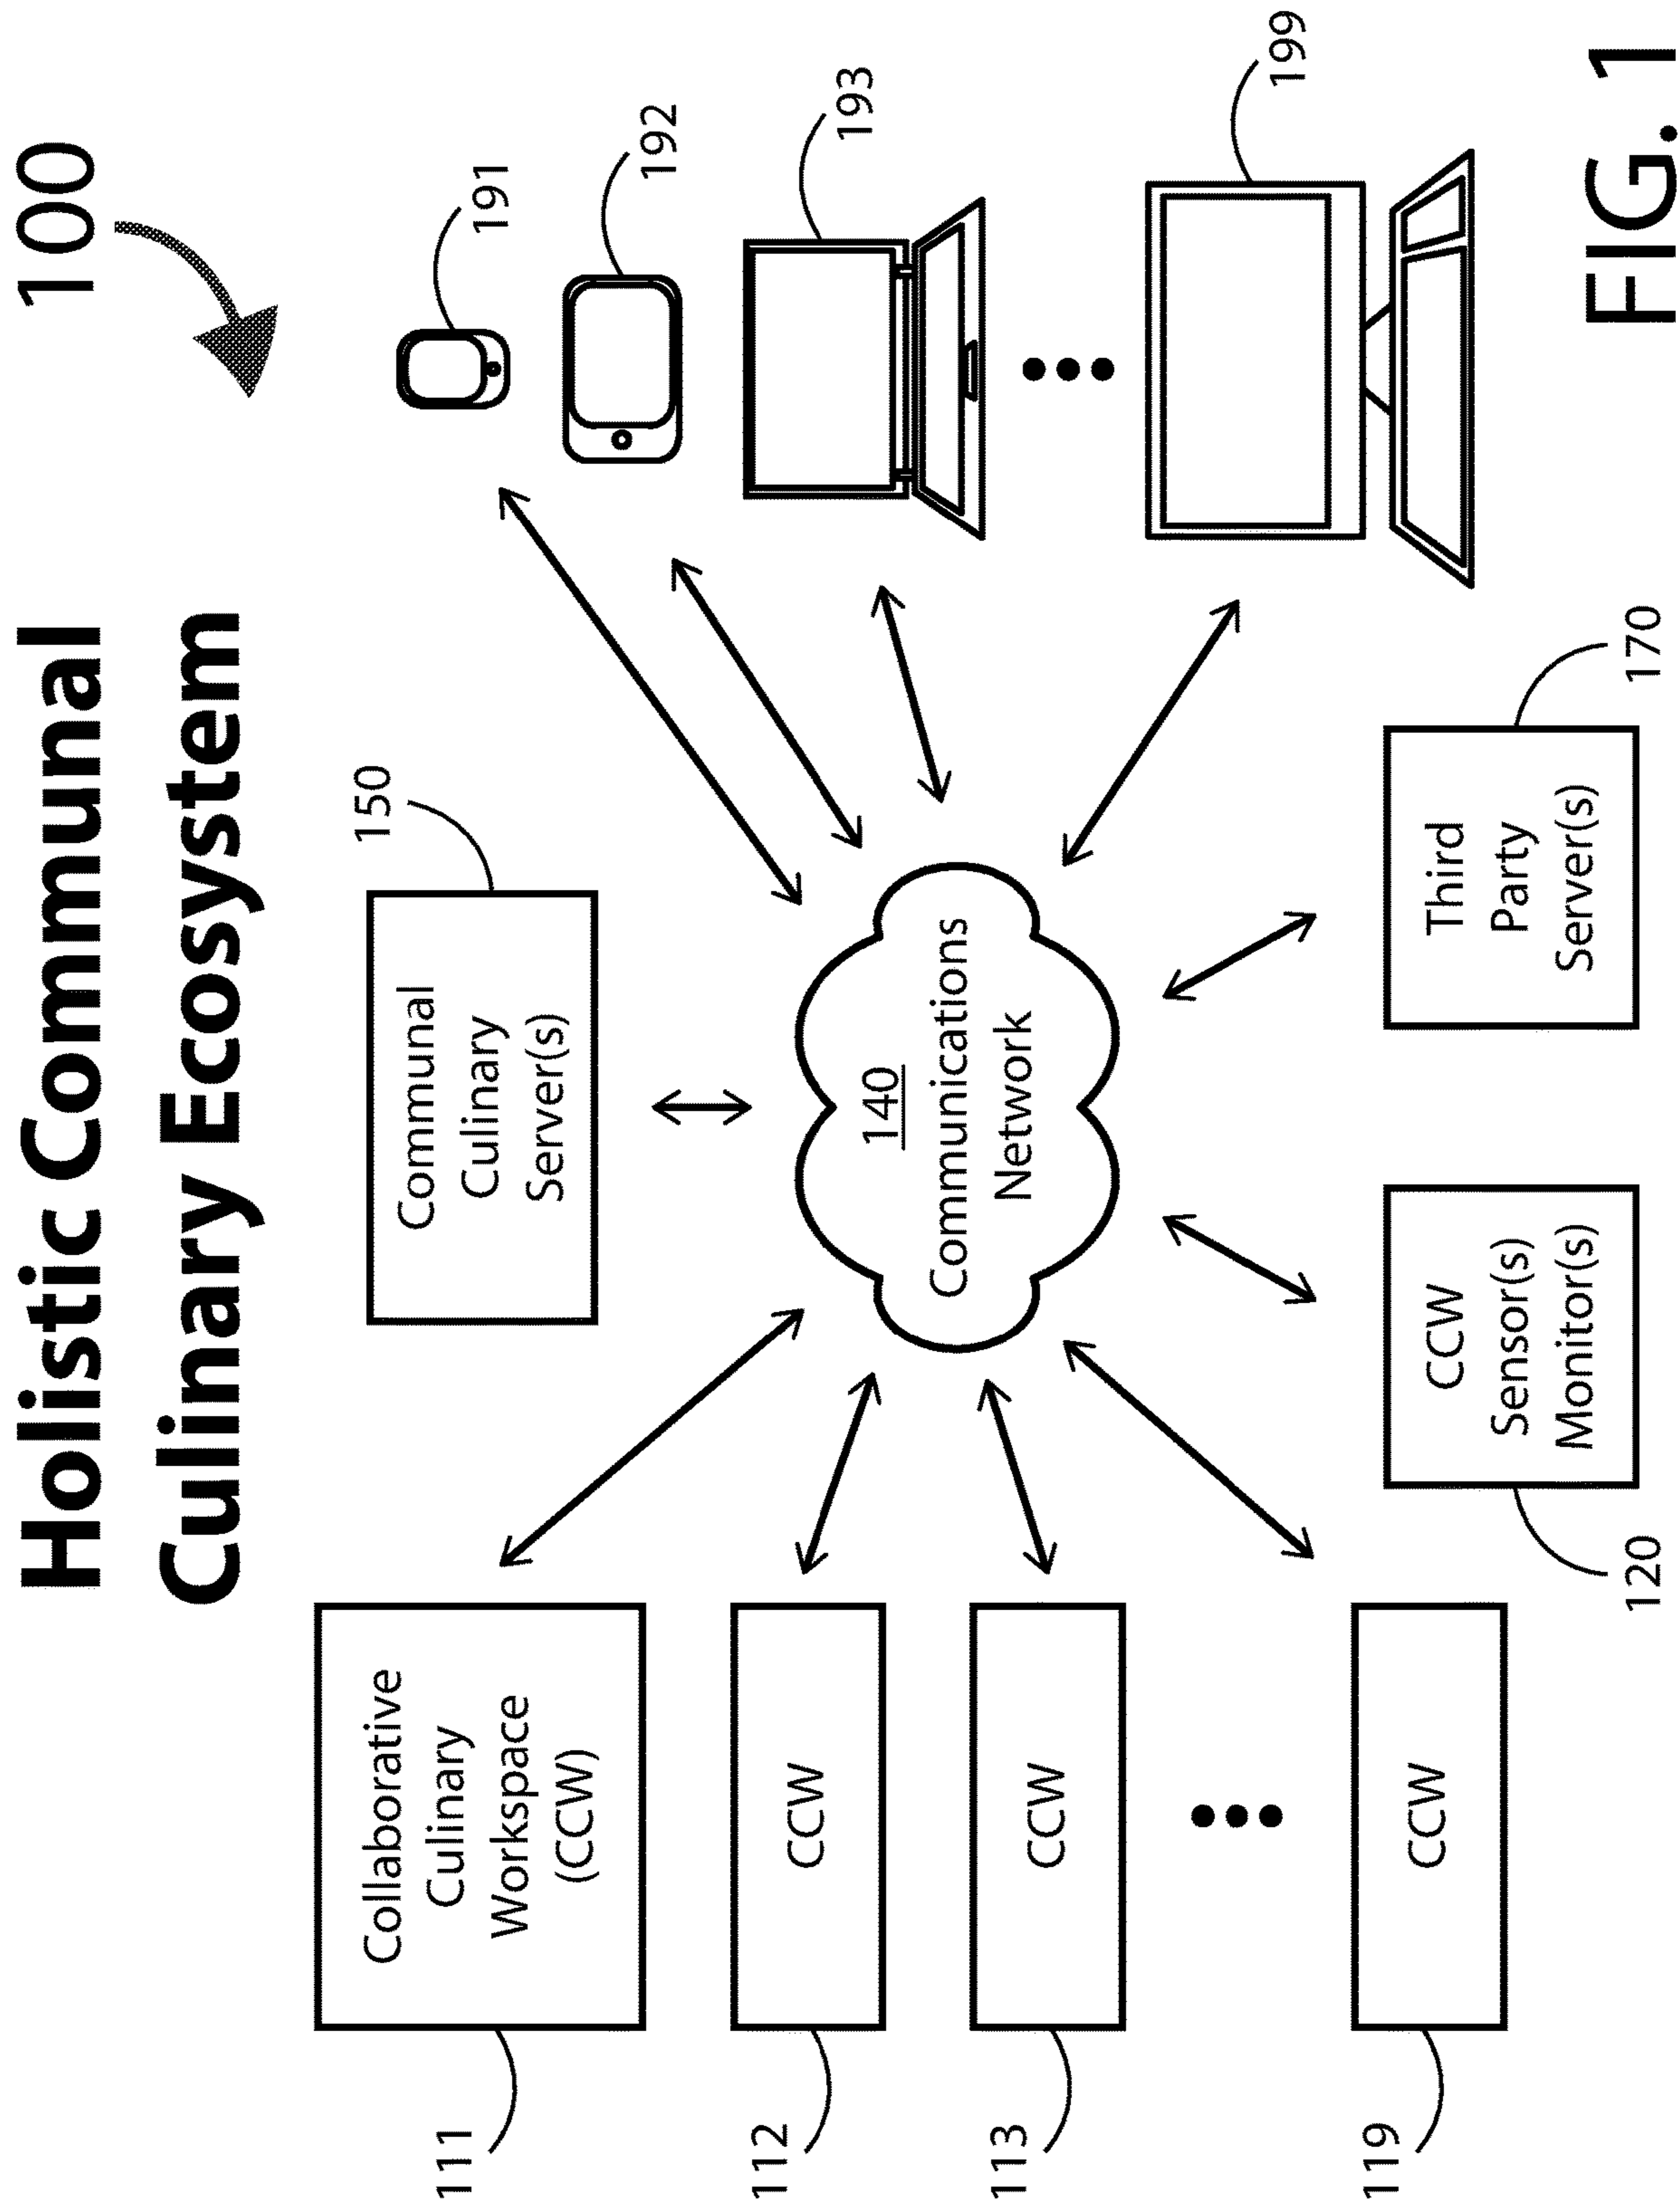 Holistic Communal
Culinary Ecosystem
100
150
Communal
Culinary
Server(s)
111
Collaborative
Culinary
Workspace
(CCW)
112
CCW
113
CCW
119
CCW
140
Communications
Network
191
192
193
199
120
CCW
Sensor(s)
Monitor(s)
Third
Party
Server(s)
170
FIG. 1